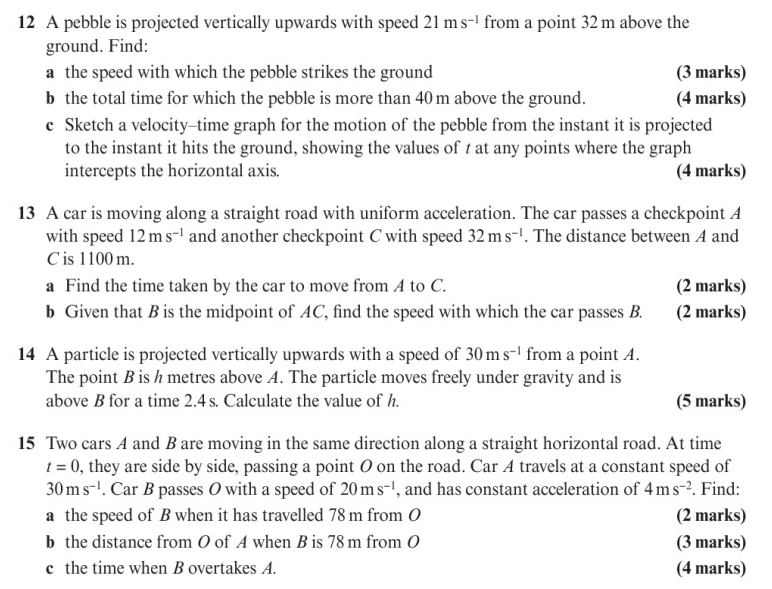 12 A pebble is projected vertically upwards with speed 21 m s⁻¹ from a point 32 m above the
ground. Find:
a the speed with which the pebble strikes the ground (3 marks)
b the total time for which the pebble is more than 40 m above the ground. (4 marks)
c Sketch a velocity–time graph for the motion of the pebble from the instant it is projected
to the instant it hits the ground, showing the values of t at any points where the graph
intercepts the horizontal axis. (4 marks)
13 A car is moving along a straight road with uniform acceleration. The car passes a checkpoint A
with speed 12 m s⁻¹ and another checkpoint C with speed 32 m s⁻¹. The distance between A and
C is 1100 m.
a Find the time taken by the car to move from A to C. (2 marks)
b Given that B is the midpoint of AC, find the speed with which the car passes B. (2 marks)
14 A particle is projected vertically upwards with a speed of 30 m s⁻¹ from a point A.
The point B is h metres above A. The particle moves freely under gravity and is
above B for a time 2.4 s. Calculate the value of h. (5 marks)
15 Two cars A and B are moving in the same direction along a straight horizontal road. At time
t = 0, they are side by side, passing a point O on the road. Car A travels at a constant speed of
30 m s⁻¹. Car B passes O with a speed of 20 m s⁻¹, and has constant acceleration of 4 m s⁻². Find:
a the speed of B when it has travelled 78 m from O (2 marks)
b the distance from O of A when B is 78 m from O (3 marks)
c the time when B overtakes A. (4 marks)